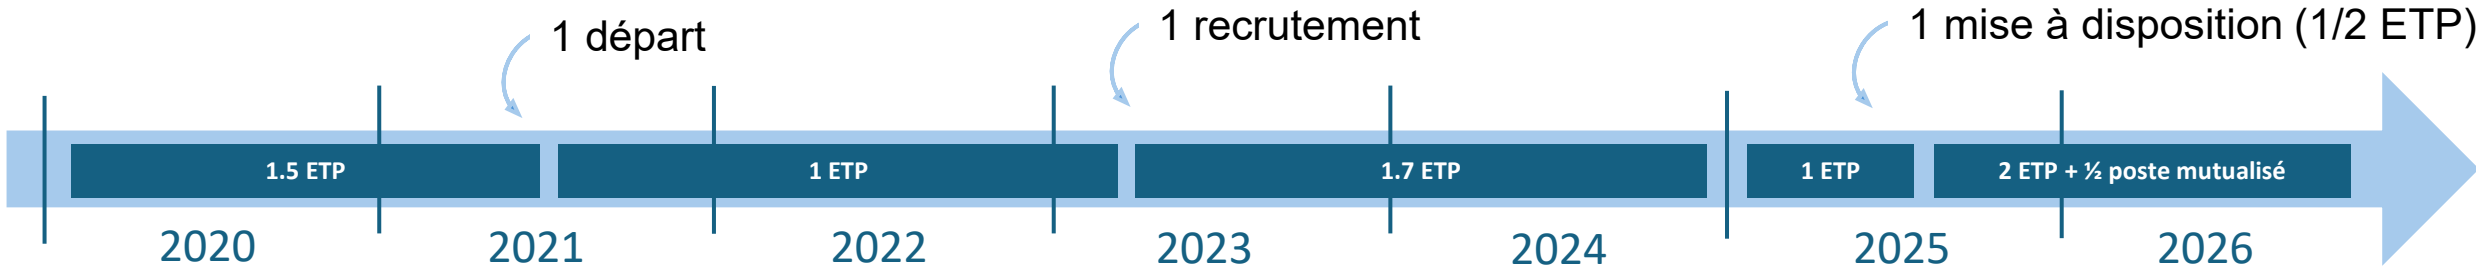 1 départ
1 recrutement
1 mise à disposition (1/2 ETP)
1.5 ETP
1 ETP
1.7 ETP
1 ETP
2 ETP + ½ poste mutualisé
2020
2021
2022
2023
2024
2025
2026